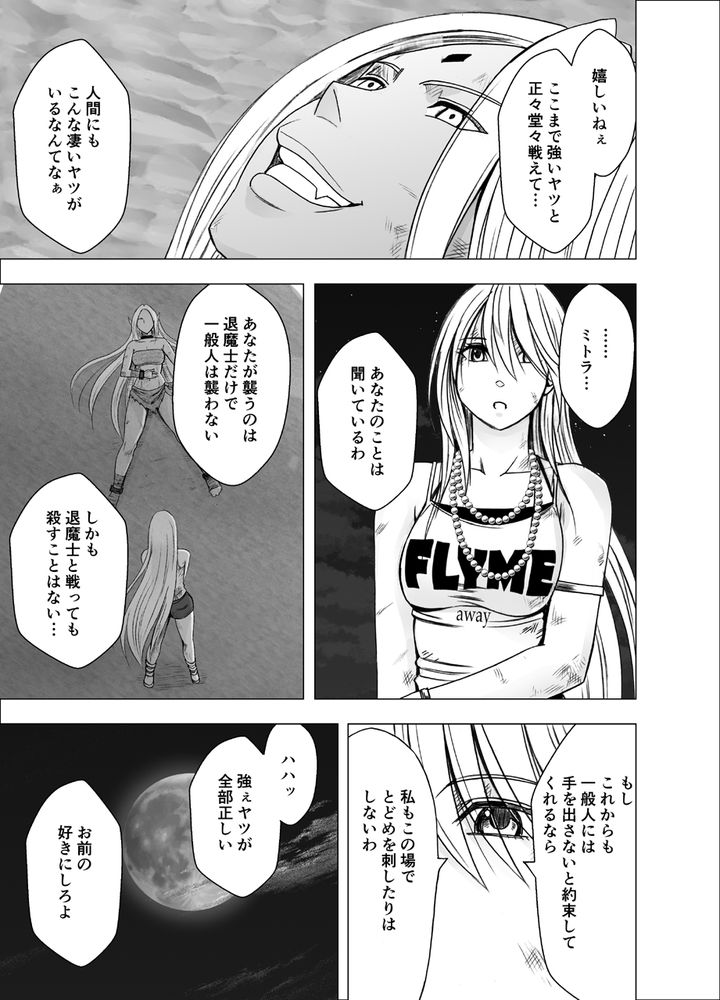 嬉しいねぇ
ここまで強いヤツと
正々堂々戦えて…
人間にも
こんな凄いヤツが
いるなんてなぁ
……
ミトラ…
あなたのことは
聞いているわ
FLYME
away
あなたが襲うのは
退魔士だけで
一般人は襲わない
しかも
退魔士と戦っても
殺すことはない…
もし
これからも
一般人には
手を出さないと約束して
くれるなら
私もこの場で
とどめを刺したりは
しないわ
ハハッ
強ぇヤツが
全部正しい
お前の
好きにしろよ